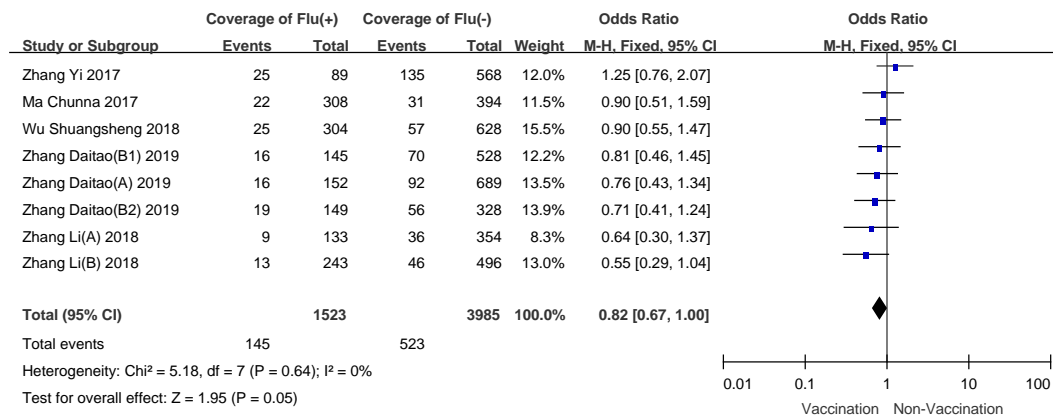 Coverage of Flu(+) Coverage of Flu(-) Odds Ratio Odds Ratio
Study or Subgroup Events Total Events Total Weight M-H, Fixed, 95% CI M-H, Fixed, 95% CI
Zhang Yi 2017 25 89 135 568 12.0% 1.25 [0.76, 2.07]
Ma Chunna 2017 22 308 31 394 11.5% 0.90 [0.51, 1.59]
Wu Shuangsheng 2018 25 304 57 628 15.5% 0.90 [0.55, 1.47]
Zhang Daitao(B1) 2019 16 145 70 528 12.2% 0.81 [0.46, 1.45]
Zhang Daitao(A) 2019 16 152 92 689 13.5% 0.76 [0.43, 1.34]
Zhang Daitao(B2) 2019 19 149 56 328 13.9% 0.71 [0.41, 1.24]
Zhang Li(A) 2018 9 133 36 354 8.3% 0.64 [0.30, 1.37]
Zhang Li(B) 2018 13 243 46 496 13.0% 0.55 [0.29, 1.04]
Total (95% CI) 1523 3985 100.0% 0.82 [0.67, 1.00]
Total events 145 523
Heterogeneity: Chi² = 5.18, df = 7 (P = 0.64); I² = 0%
Test for overall effect: Z = 1.95 (P = 0.05)
0.01 0.1 1 10 100
Vaccination Non-Vaccination